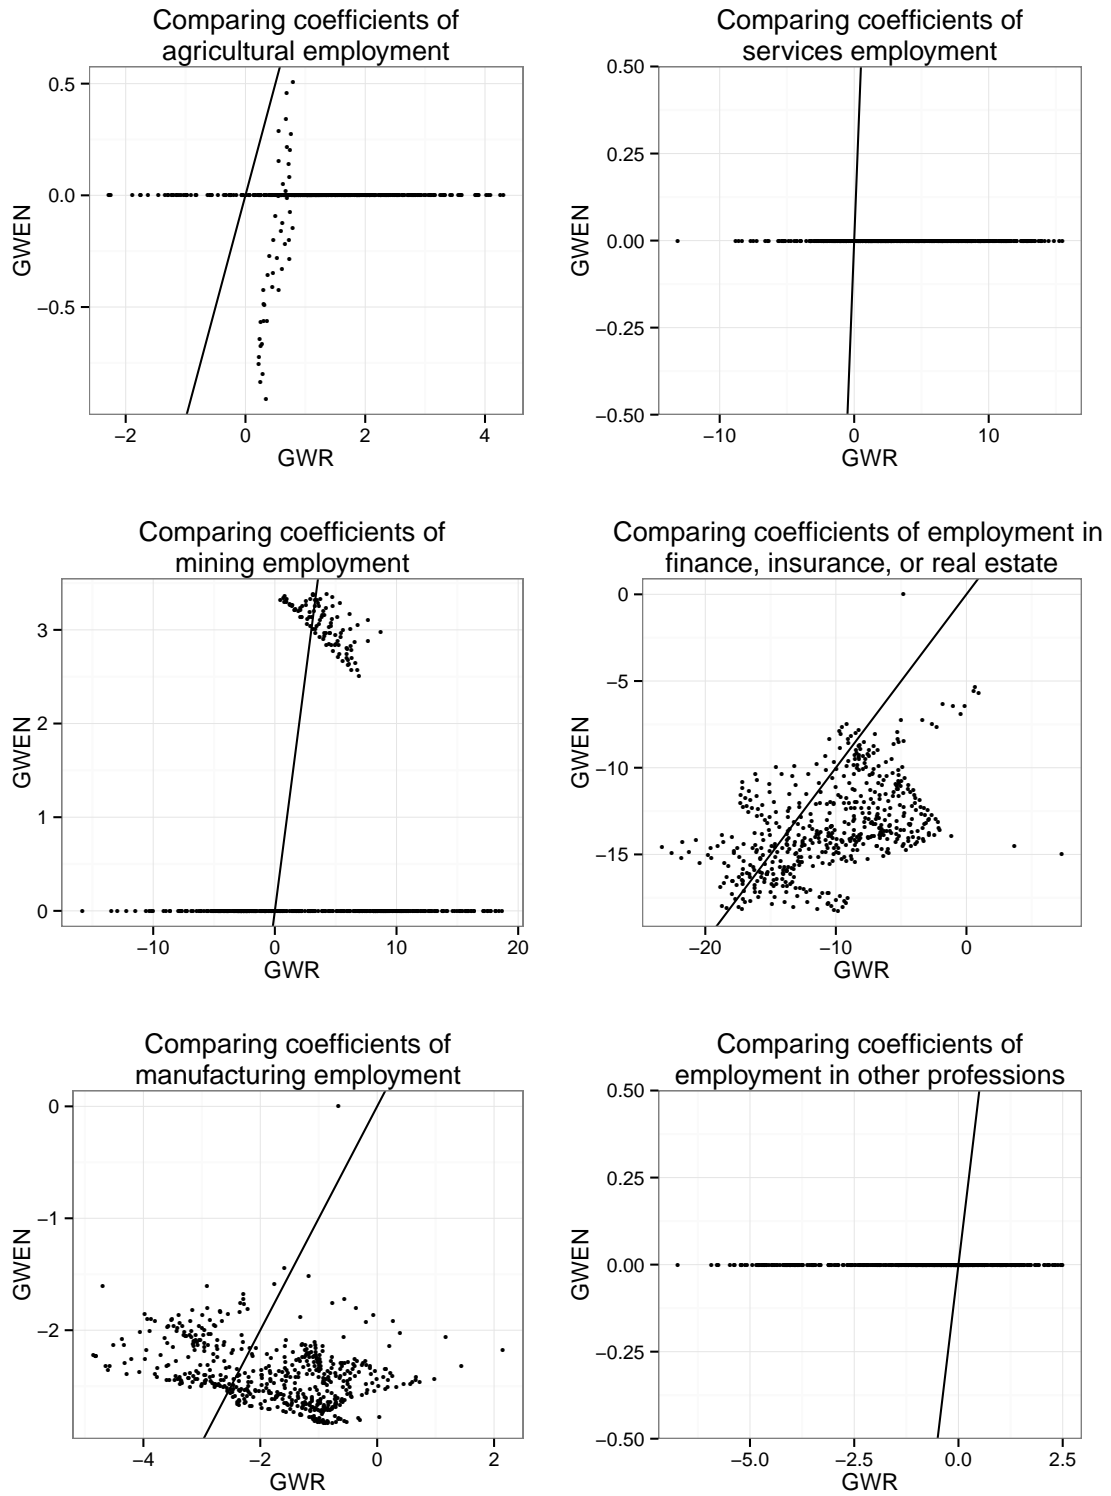 Comparing coefficients of
agricultural employment
0.5
0.0
−0.5
GWEN
−2 0 2 4
GWR
Comparing coefficients of
services employment
0.50
0.25
0.00
−0.25
−0.50
GWEN
−10 0 10
GWR
Comparing coefficients of
mining employment
3
2
1
0
GWEN
−10 0 10 20
GWR
Comparing coefficients of employment in
finance, insurance, or real estate
0
−5
−10
−15
GWEN
−20 −10 0
GWR
Comparing coefficients of
manufacturing employment
0
−1
−2
GWEN
−4 −2 0 2
GWR
Comparing coefficients of
employment in other professions
0.50
0.25
0.00
−0.25
−0.50
GWEN
−5.0 −2.5 0.0 2.5
GWR